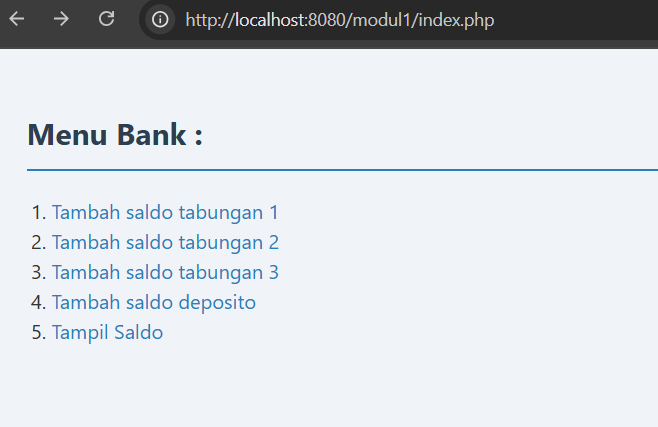 http://localhost:8080/modul1/index.php
Menu Bank :
1. Tambah saldo tabungan 1
2. Tambah saldo tabungan 2
3. Tambah saldo tabungan 3
4. Tambah saldo deposito
5. Tampil Saldo